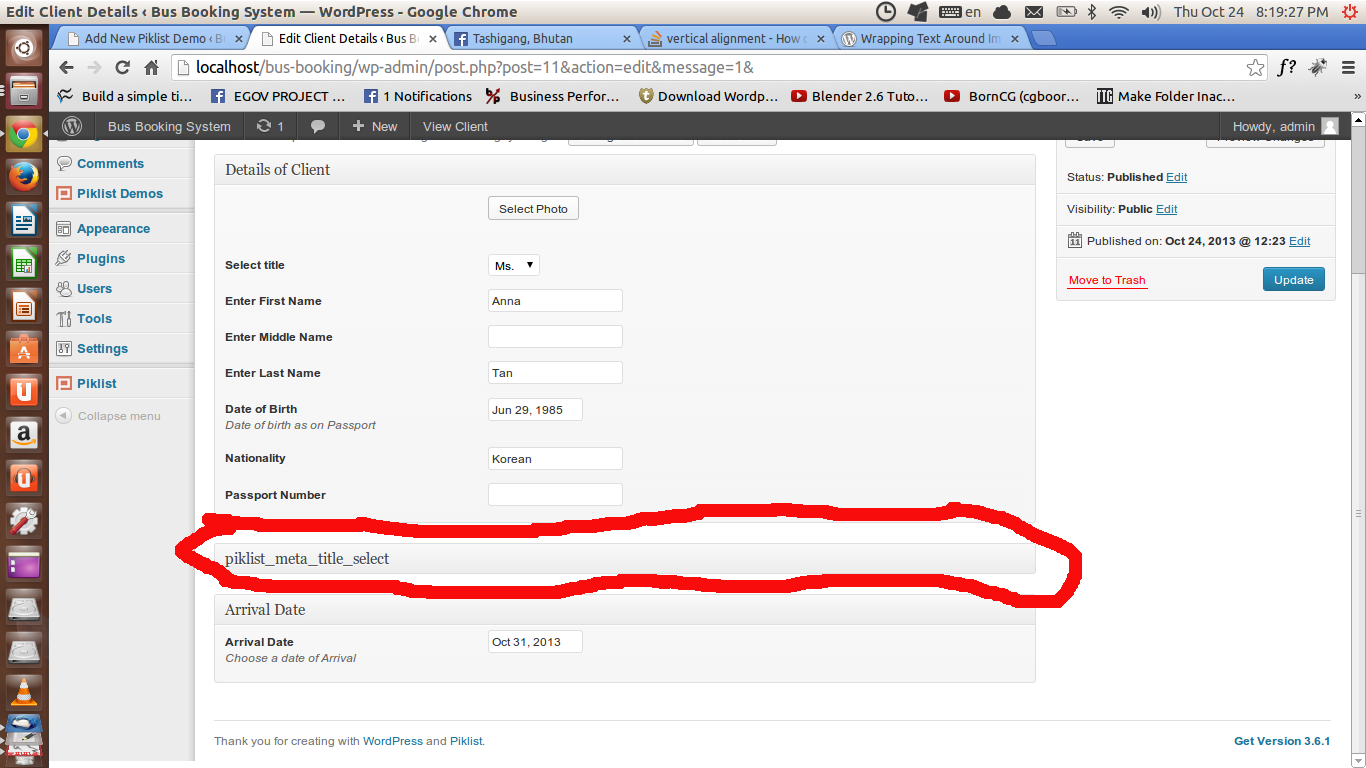 Edit Client Details ‹ Bus Booking System — WordPress - Google Chrome
en
Thu Oct 24 8:19:27 PM
Add New Piklist Demo ‹ B
Edit Client Details ‹ Bus B
Tashigang, Bhutan
vertical alignment - How
Wrapping Text Around Im
localhost/bus-booking/wp-admin/post.php?post=11&action=edit&message=1&
f?
Build a simple ti...
EGOV PROJECT ...
1 Notifications
Business Perfor...
Download Wordp...
Blender 2.6 Tuto...
BornCG (cgboor...
Make Folder Inac...
»
Bus Booking System
1
+ New
View Client
Howdy, admin
Comments
Piklist Demos
Appearance
Plugins
Users
Tools
Settings
Piklist
Collapse menu
Details of Client
Select Photo
Select title
Ms.
Enter First Name
Anna
Enter Middle Name
Enter Last Name
Tan
Date of Birth
Jun 29, 1985
Date of birth as on Passport
Nationality
Korean
Passport Number
piklist_meta_title_select
Arrival Date
Arrival Date
Oct 31, 2013
Choose a date of Arrival
Status: Published Edit
Visibility: Public Edit
Published on: Oct 24, 2013 @ 12:23 Edit
Move to Trash
Update
Thank you for creating with WordPress and Piklist.
Get Version 3.6.1